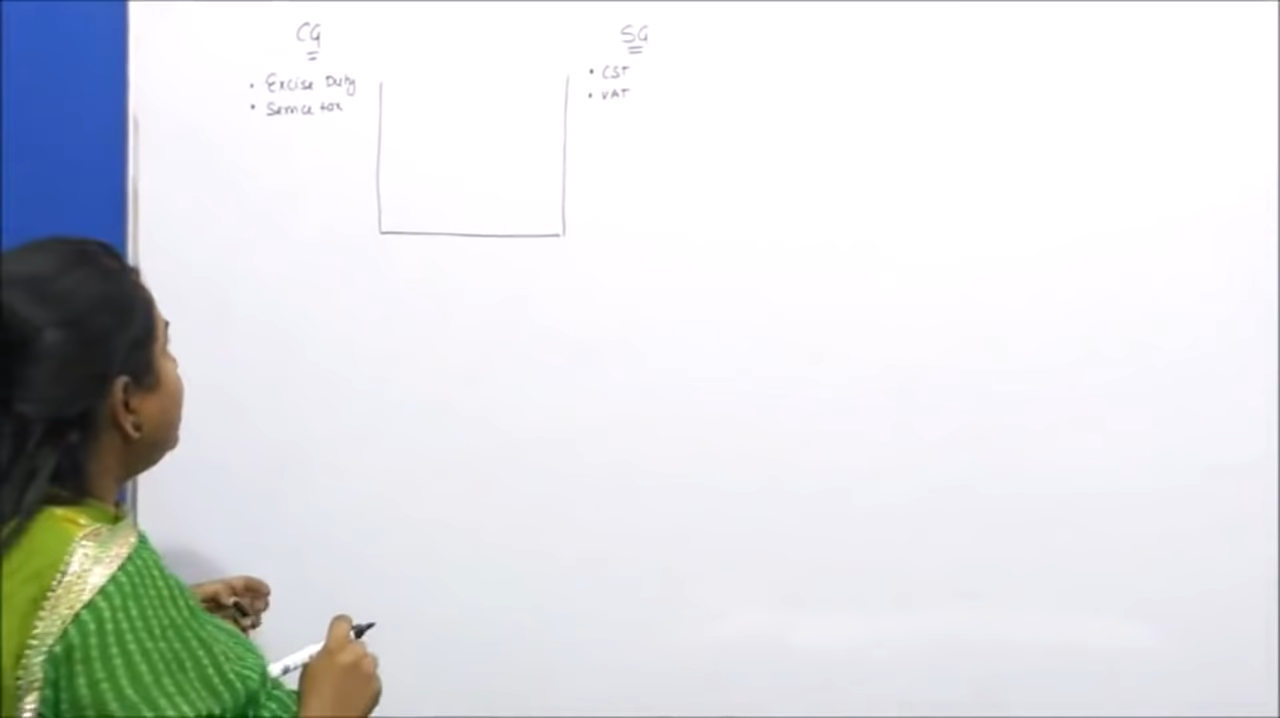 CG
• Excise Duty
• Service tax
SG
• CST
• VAT